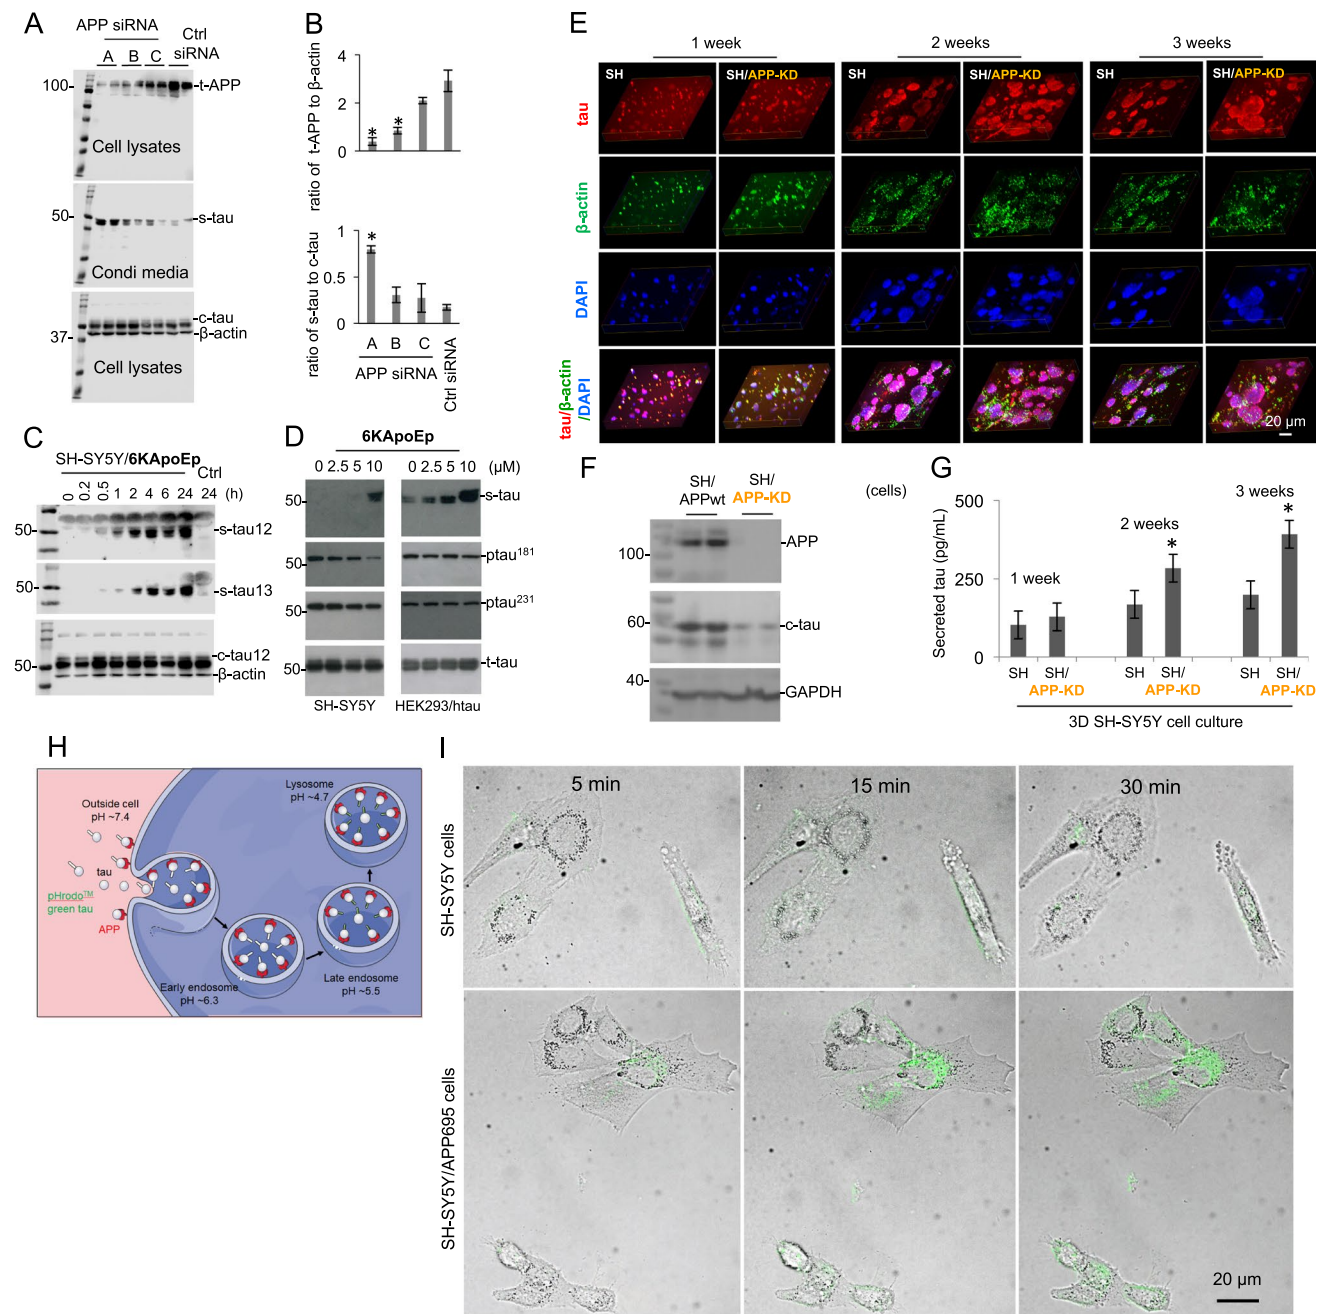 A
APP siRNA
Ctrl
siRNA
A B C
100
t-APP
Cell lysates
50
s-tau
Condi media
c-tau
β-actin
37
Cell lysates
B
ratio of t-APP to β-actin
4
2
0
*
*
ratio of s-tau to c-tau
1
0.5
0
*
A B C
APP siRNA
Ctrl siRNA
C
SH-SY5Y/6KApoEp
Ctrl
0 0.2 0.5 1 2 4 6 24 24 (h)
50
s-tau12
50
s-tau13
c-tau12
50
β-actin
D
6KApoEp
0 2.5 5 10 0 2.5 5 10 (μM)
50
s-tau
50
ptau181
50
ptau231
50
t-tau
SH-SY5Y HEK293/htau
E
1 week 2 weeks 3 weeks
SH SH/APP-KD SH SH/APP-KD SH SH/APP-KD
tau
β-actin
DAPI
tau/β-actin
/DAPI
20 μm
F
SH/
APPwt
SH/
APP-KD
(cells)
APP
100
60
c-tau
40
GAPDH
G
Secreted tau (pg/mL)
500
250
0
1 week
2 weeks
3 weeks
*
*
SH SH/
APP-KD
SH SH/
APP-KD
SH SH/
APP-KD
3D SH-SY5Y cell culture
H
Outside cell
pH ~7.4
tau
pHrodo™
green tau
APP
Lysosome
pH ~4.7
Early endosome
pH ~6.3
Late endosome
pH ~5.5
I
5 min 15 min 30 min
SH-SY5Y cells
SH-SY5Y/APP695 cells
20 μm